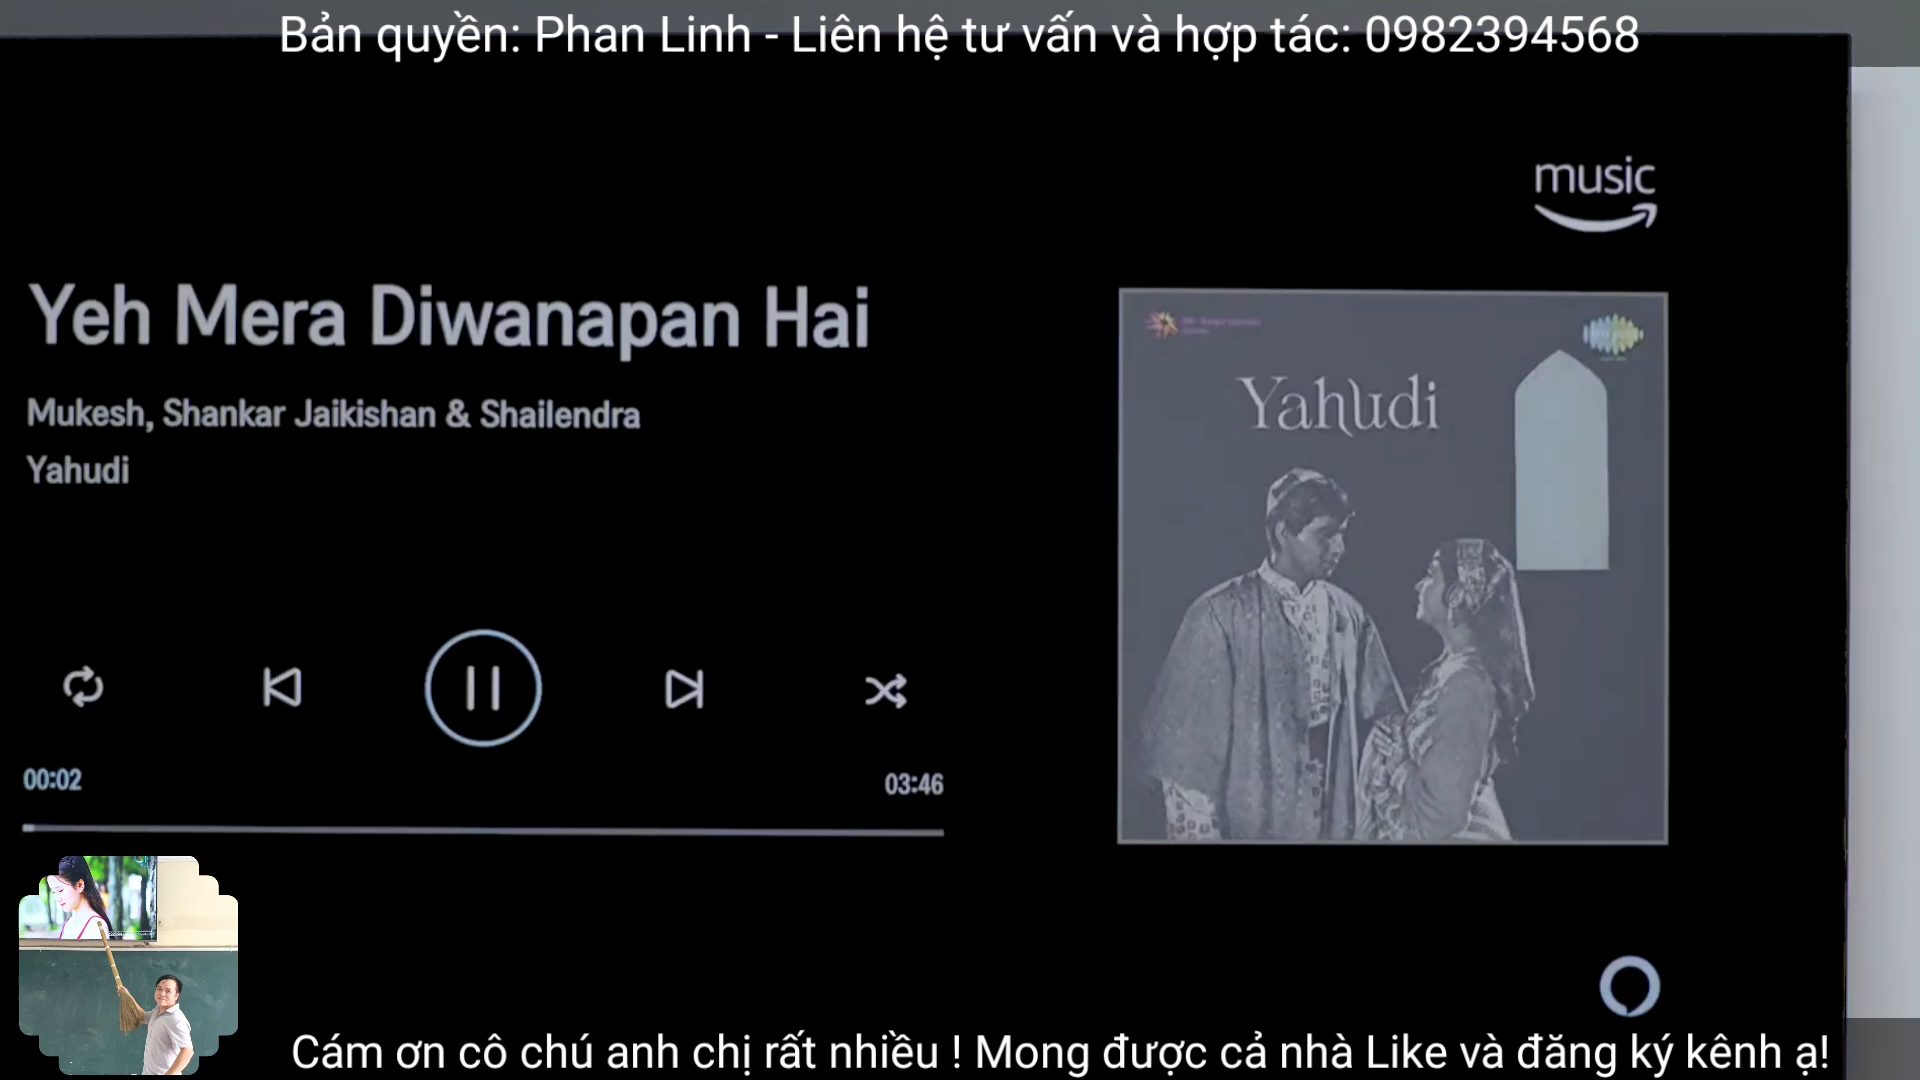 Bản quyền: Phan Linh - Liên hệ tư vấn và hợp tác: 0982394568
music
Yeh Mera Diwanapan Hai
Mukesh, Shankar Jaikishan & Shailendra
Yahudi
Yahudi
00:02
03:46
Cám ơn cô chú anh chị rất nhiều ! Mong được cả nhà Like và đăng ký kênh ạ!